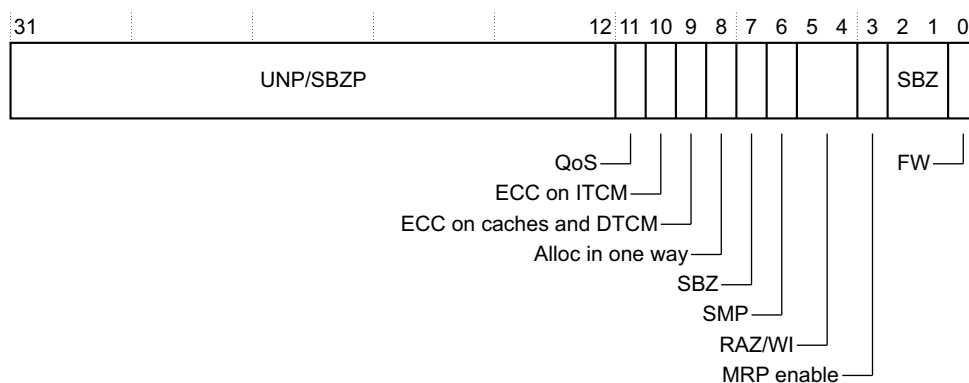 31 12 11 10 9 8 7 6 5 4 3 2 1 0
UNP/SBZP SBZ
QoS FW
ECC on ITCM
ECC on caches and DTCM
Alloc in one way
SBZ
SMP
RAZ/WI
MRP enable